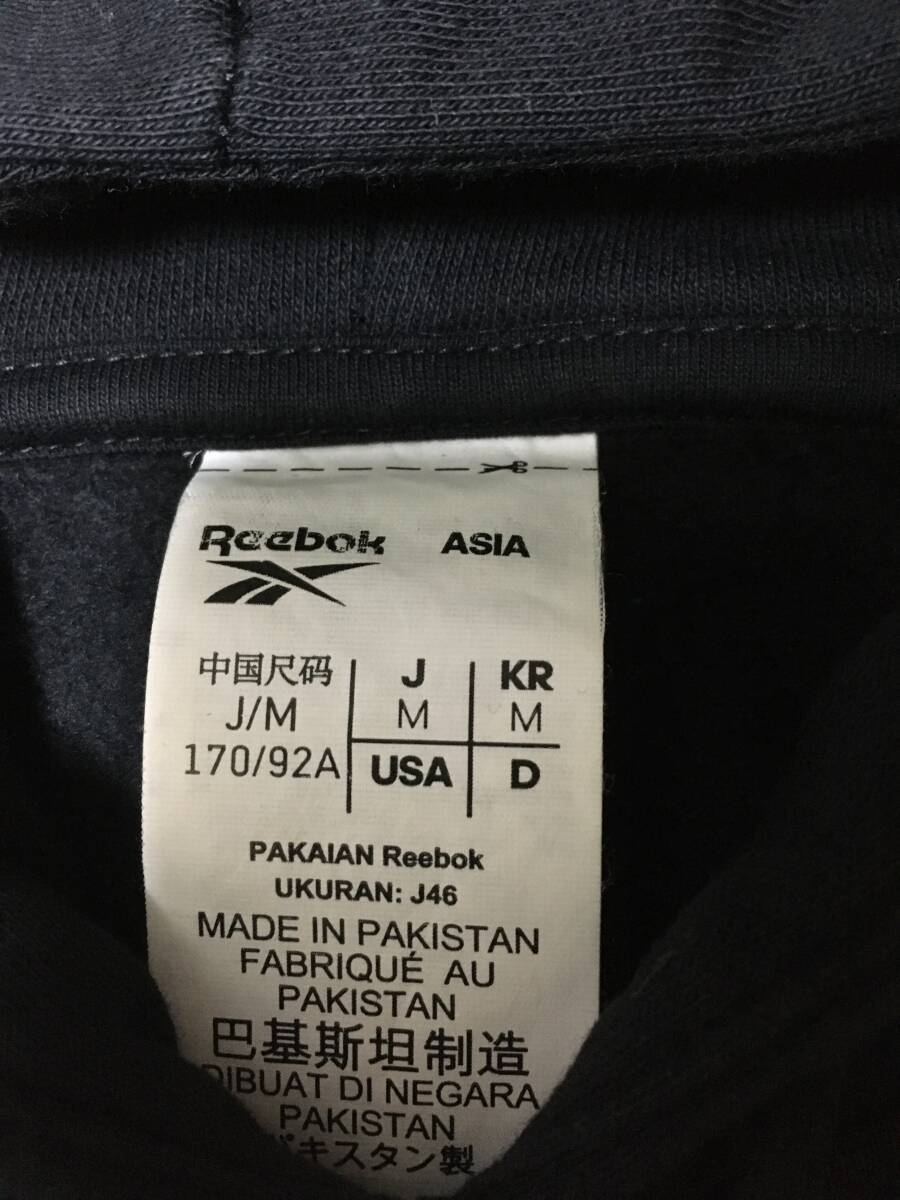 Reebok ASIA
中国尺码 J KR
J/M M M
170/92A USA D
PAKAIAN Reebok
UKURAN: J46
MADE IN PAKISTAN
FABRIQUÉ AU
PAKISTAN
巴基斯坦制造
DIBUAT DI NEGARA
PAKISTAN
パキスタン製